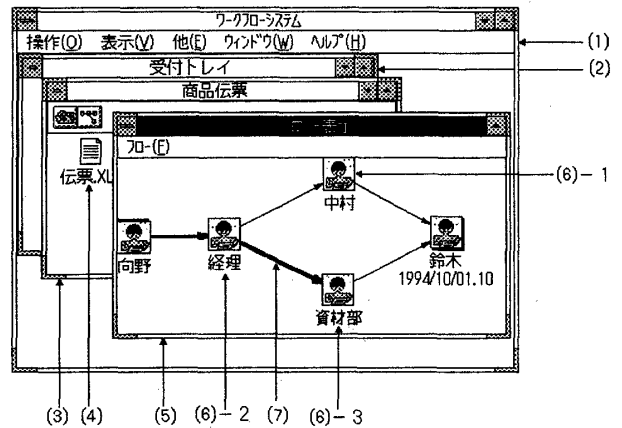 ワークフローシステム
操作(O) 表示(V) 他(E) ウィンドウ(W) ヘルプ(H)
(1)
受付トレイ
(2)
商品伝票
フロー(F)
伝票.XL
(6)-1
中村
向野
経理
鈴木
1994/10/01.10
資材部
(3) (4) (5) (6)-2 (7) (6)-3